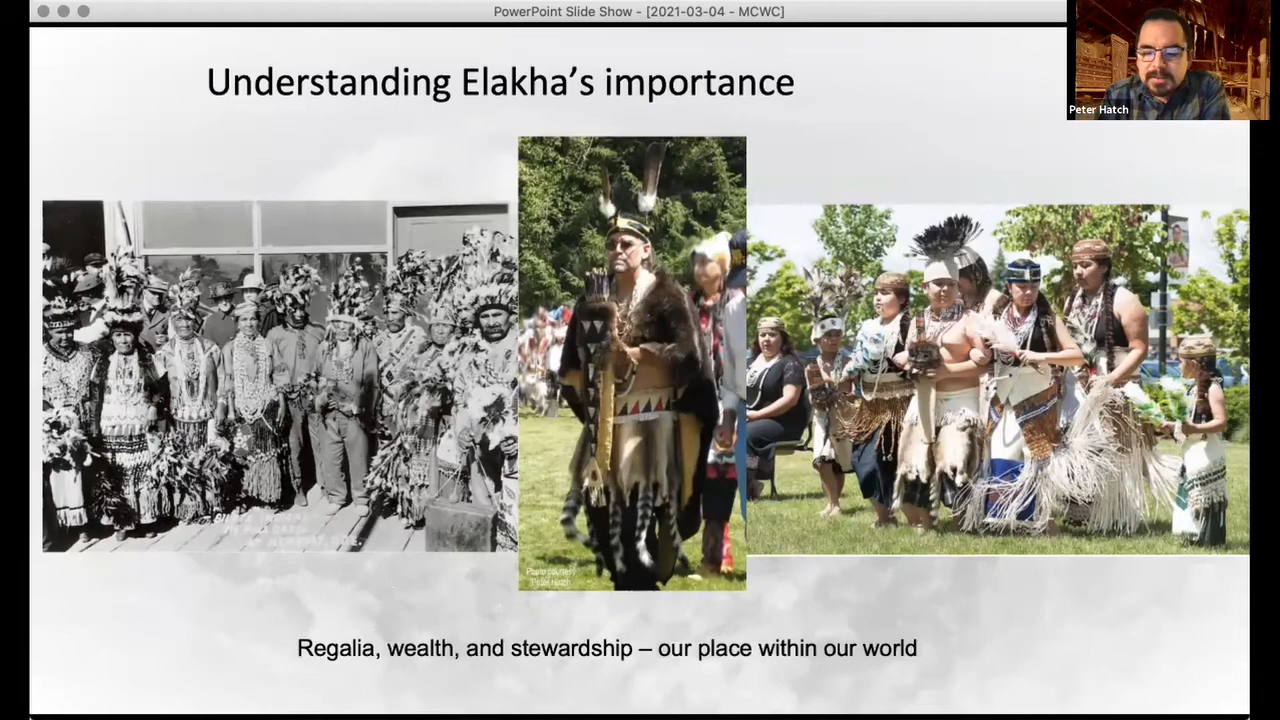 PowerPoint Slide Show - [2021-03-04 - MCWC]
Peter Hatch
Understanding Elakha's importance
Photo courtesy
Peter Hatch
Regalia, wealth, and stewardship – our place within our world